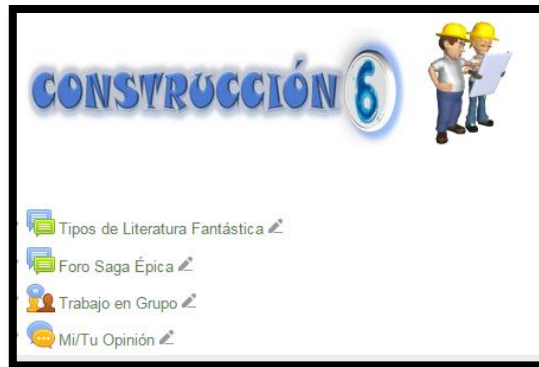 CONSTRUCCIÓN 6
Tipos de Literatura Fantástica
Foro Saga Épica
Trabajo en Grupo
Mi/Tu Opinión